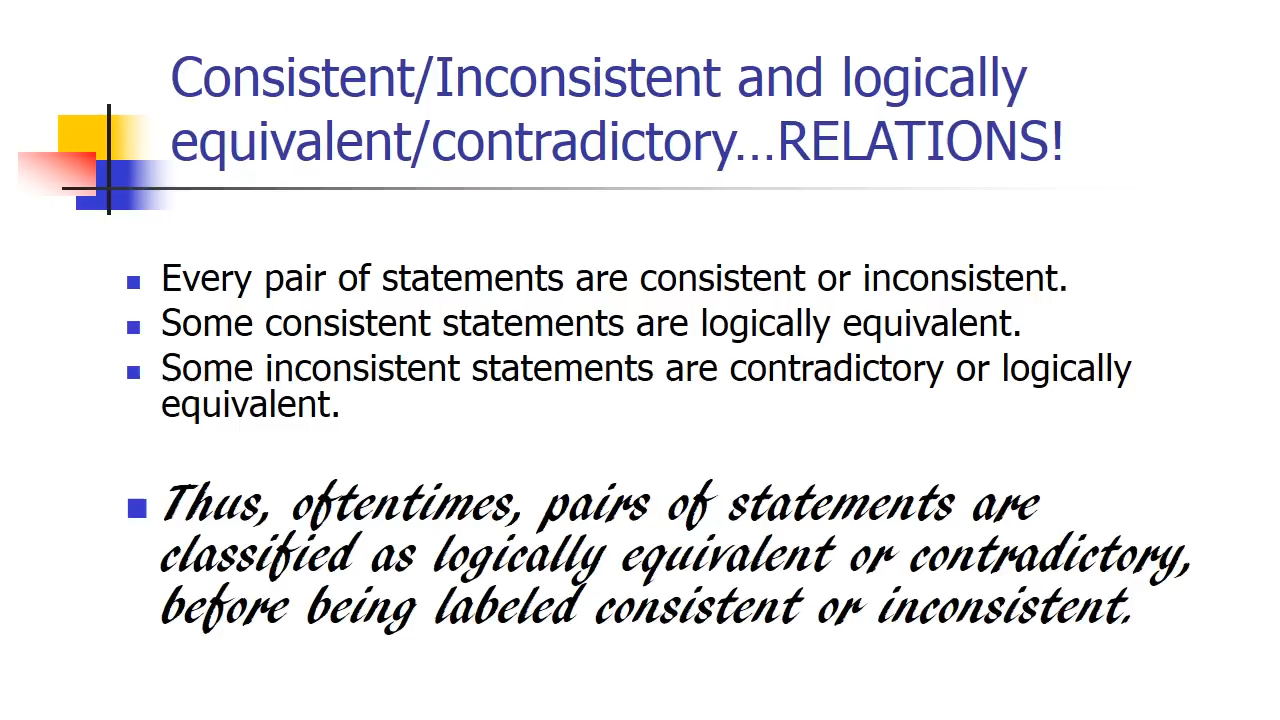 Consistent/Inconsistent and logically
equivalent/contradictory…RELATIONS!
Every pair of statements are consistent or inconsistent.
Some consistent statements are logically equivalent.
Some inconsistent statements are contradictory or logically
equivalent.
Thus, oftentimes, pairs of statements are
classified as logically equivalent or contradictory,
before being labeled consistent or inconsistent.